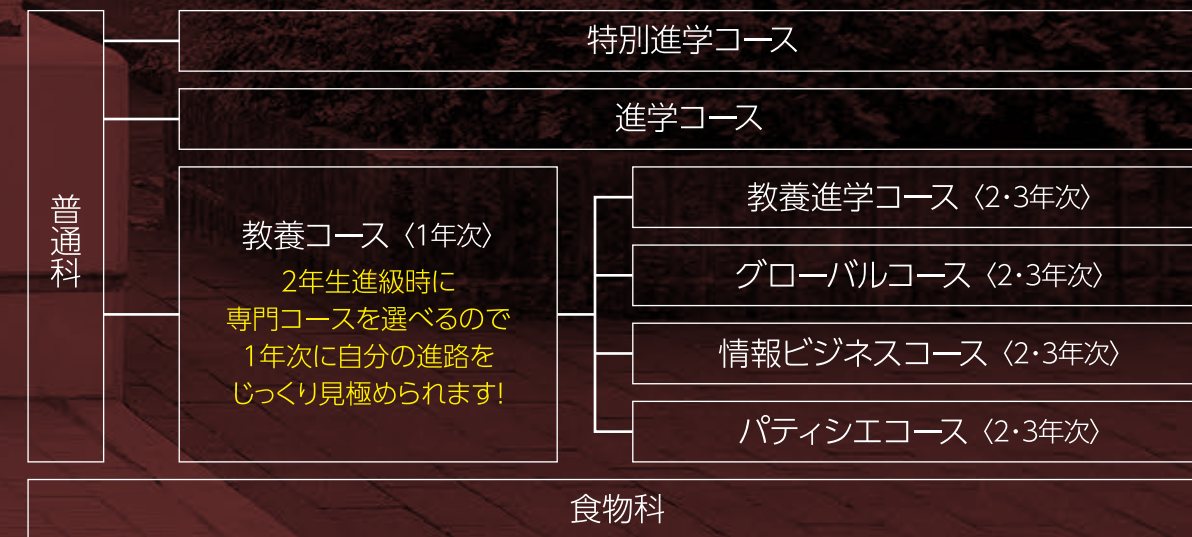 普通科
特別進学コース
進学コース
教養コース〈1年次〉
2年生進級時に
専門コースを選べるので
1年次に自分の進路を
じっくり見極められます!
教養進学コース〈2・3年次〉
グローバルコース〈2・3年次〉
情報ビジネスコース〈2・3年次〉
パティシエコース〈2・3年次〉
食物科